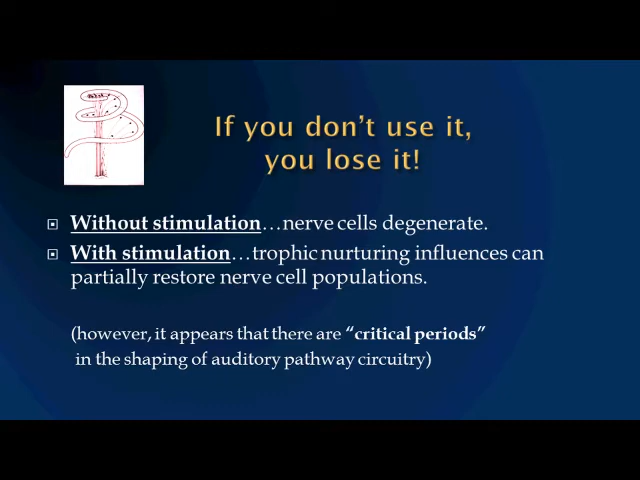 If you don't use it,
you lose it!
Without stimulation…nerve cells degenerate.
With stimulation…trophic nurturing influences can
partially restore nerve cell populations.
(however, it appears that there are “critical periods”
in the shaping of auditory pathway circuitry)